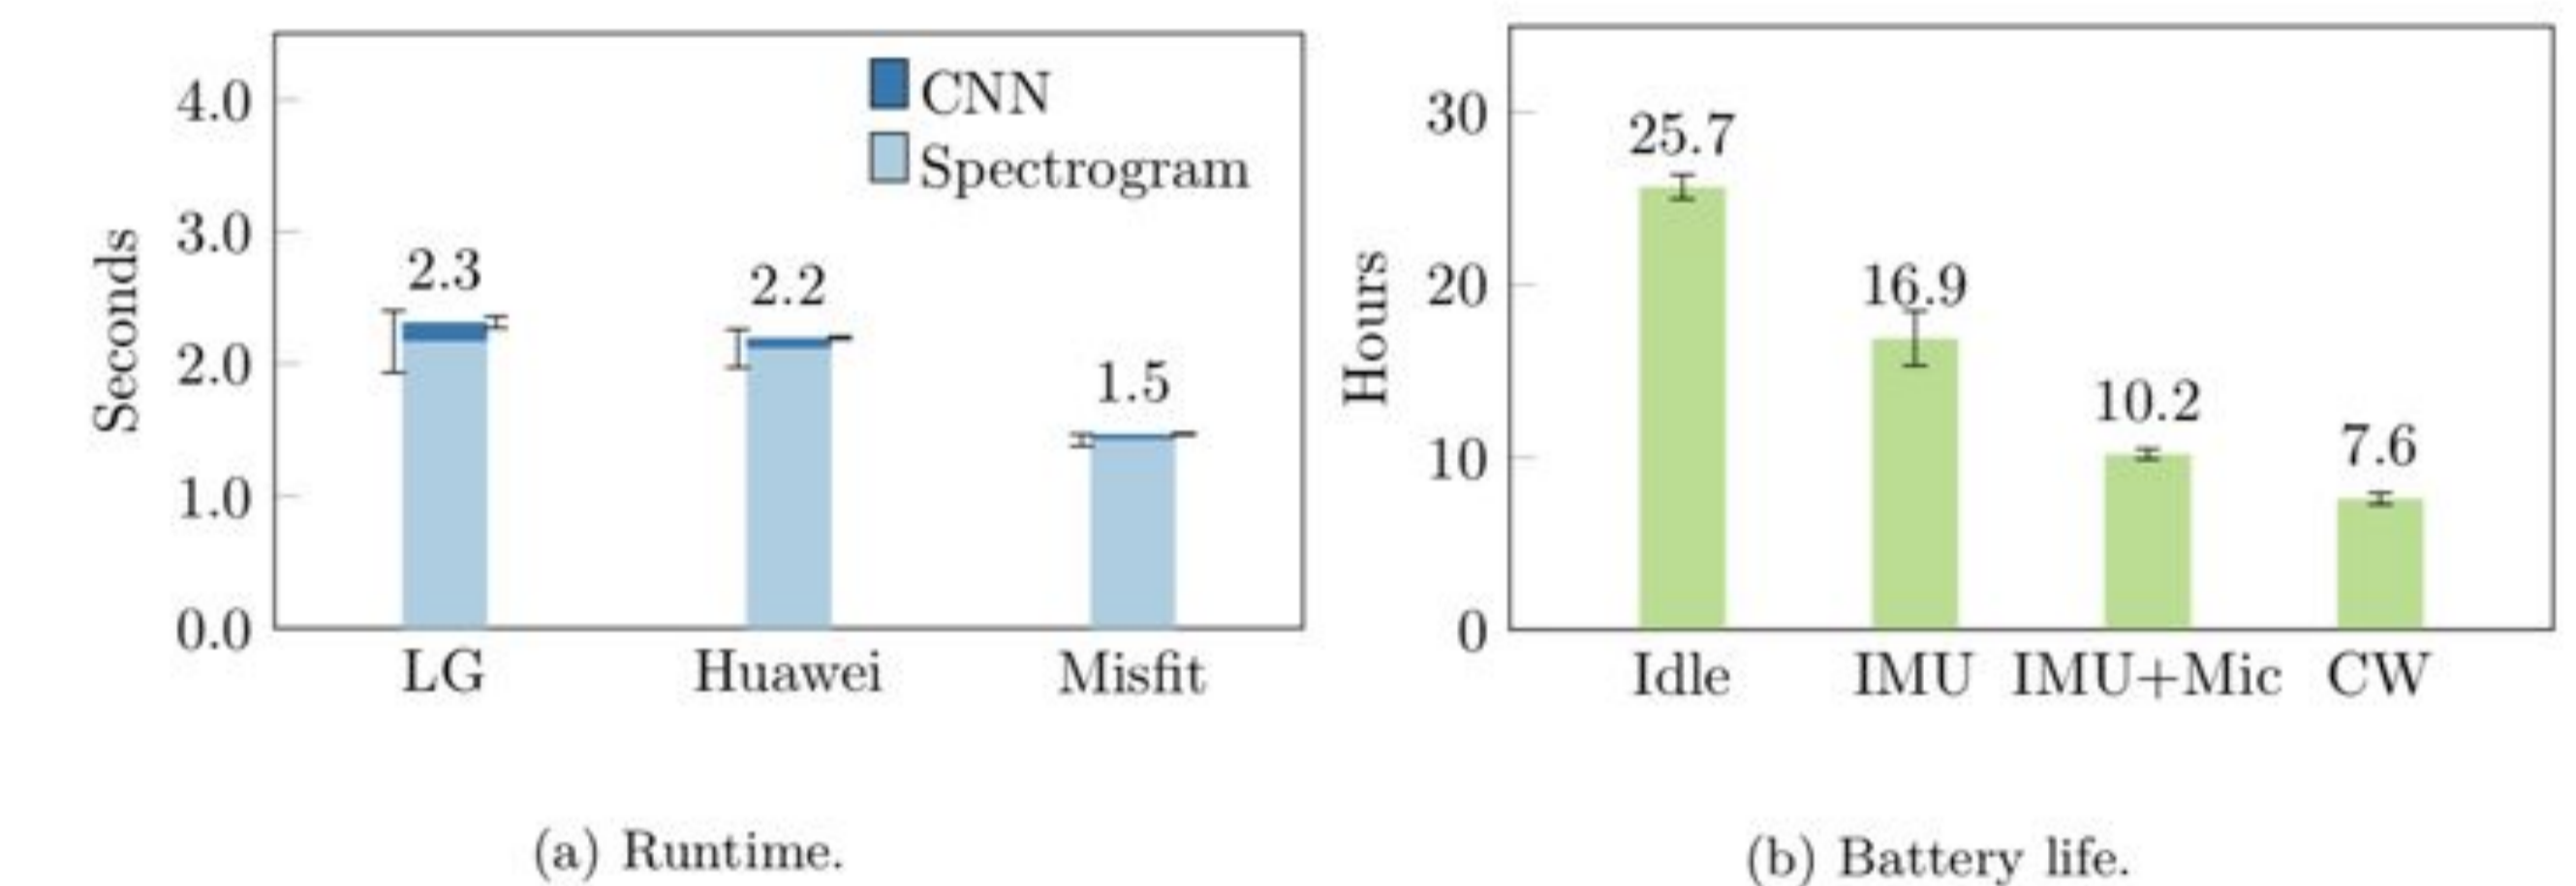 CNN
Spectrogram
Seconds
4.0
3.0
2.0
1.0
0.0
2.3
2.2
1.5
LG Huawei Misfit
(a) Runtime.
Hours
30
20
10
0
25.7
16.9
10.2
7.6
Idle IMU IMU+Mic CW
(b) Battery life.